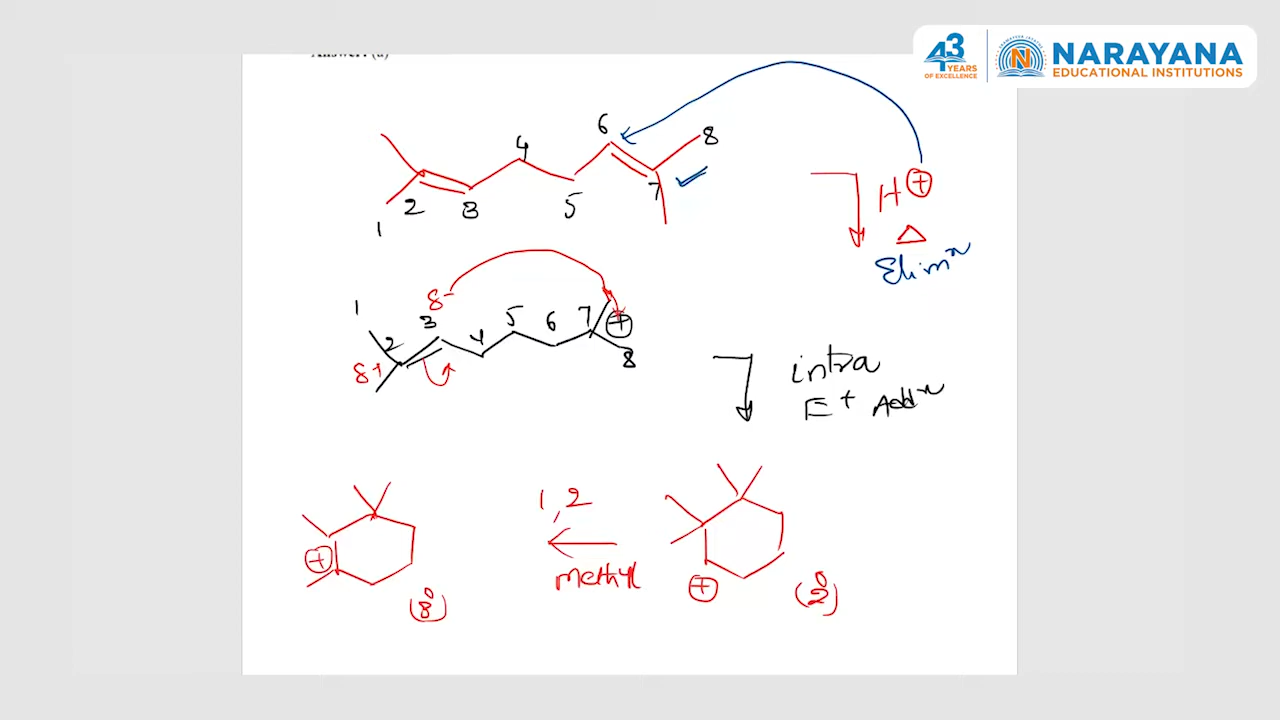 Answer: (a)
43 YEARS OF EXCELLENCE
N
NARAYANA
EDUCATIONAL INSTITUTIONS
6
4
8
1
2
3
5
7
H +
Δ
Elimⁿ
8-
1
2
3
4
5
6
7
+
8
8+
intra
E+ Addⁿ
1,2
methyl
+
(3°)
+
(2°)